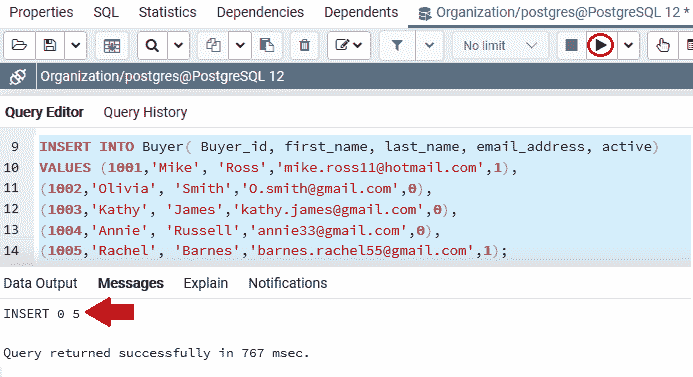 Properties SQL Statistics Dependencies Dependents Organization/postgres@PostgreSQL 12 *
No limit
Organization/postgres@PostgreSQL 12
Query Editor Query History
9 INSERT INTO Buyer( Buyer_id, first_name, last_name, email_address, active)
10 VALUES (1001,'Mike', 'Ross','mike.ross11@hotmail.com',1),
11 (1002,'Olivia', 'Smith','O.smith@gmail.com',0),
12 (1003,'Kathy', 'James','kathy.james@gmail.com',0),
13 (1004,'Annie', 'Russell','annie33@gmail.com',0),
14 (1005,'Rachel', 'Barnes','barnes.rachel55@gmail.com',1);
Data Output Messages Explain Notifications
INSERT 0 5
Query returned successfully in 767 msec.